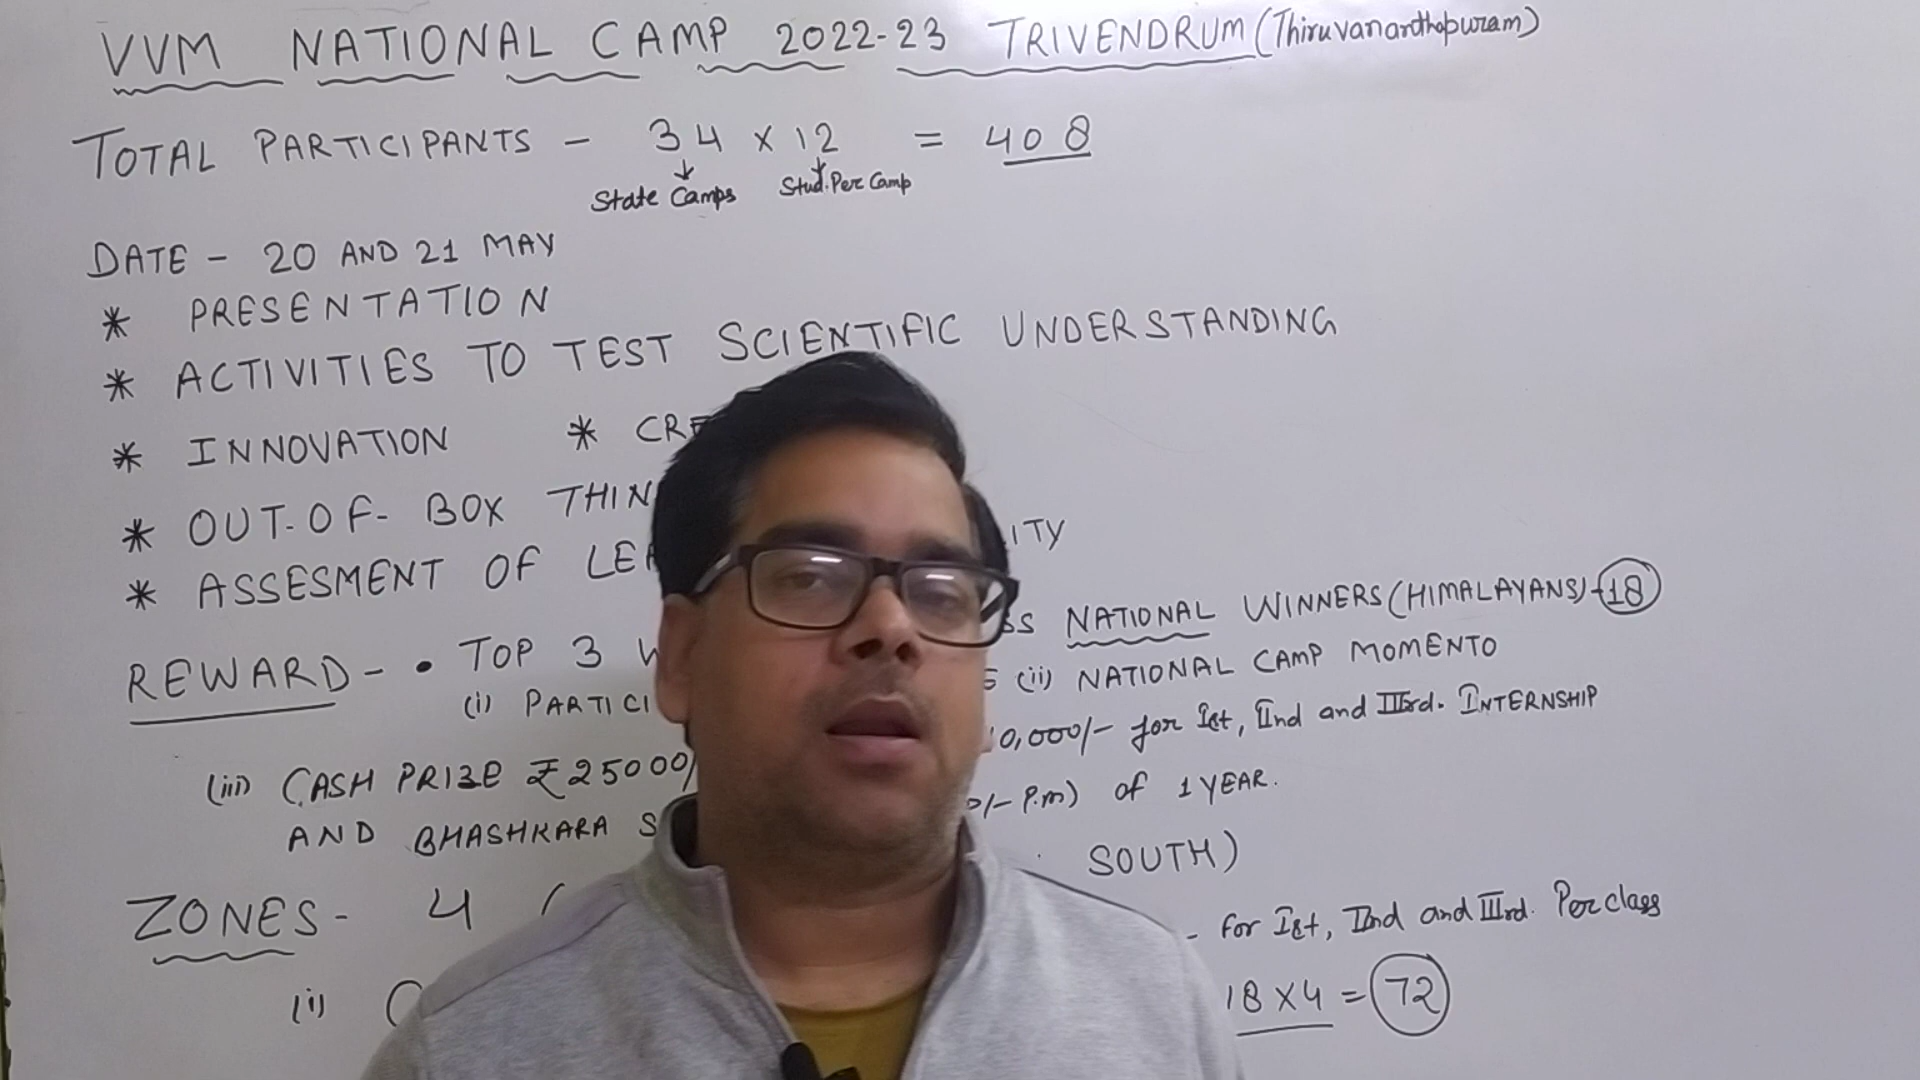 VVM NATIONAL CAMP 2022-23 TRIVENDRUM (Thiruvananthapuram)
TOTAL PARTICIPANTS - 34 x 12 = 408
State Camps Stud. Per Camp
DATE - 20 AND 21 MAY
* PRESENTATION
* ACTIVITIES TO TEST SCIENTIFIC UNDERSTANDING
* INNOVATION * CRE
* OUT-OF-BOX THIN
* ASSESMENT OF LEA ITY
REWARD - • TOP 3 W SS NATIONAL WINNERS (HIMALAYANS) - 18
(i) PARTICI (ii) NATIONAL CAMP MOMENTO
(iii) CASH PRIZE ₹25000/ 10,000/- for Ist, IInd and IIIrd. INTERNSHIP
AND BHASHKARA S /- P.m) of 1 YEAR.
ZONES - 4 ( SOUTH)
(i) C - for Ist, IInd and IIIrd. Per class
18 x 4 = 72